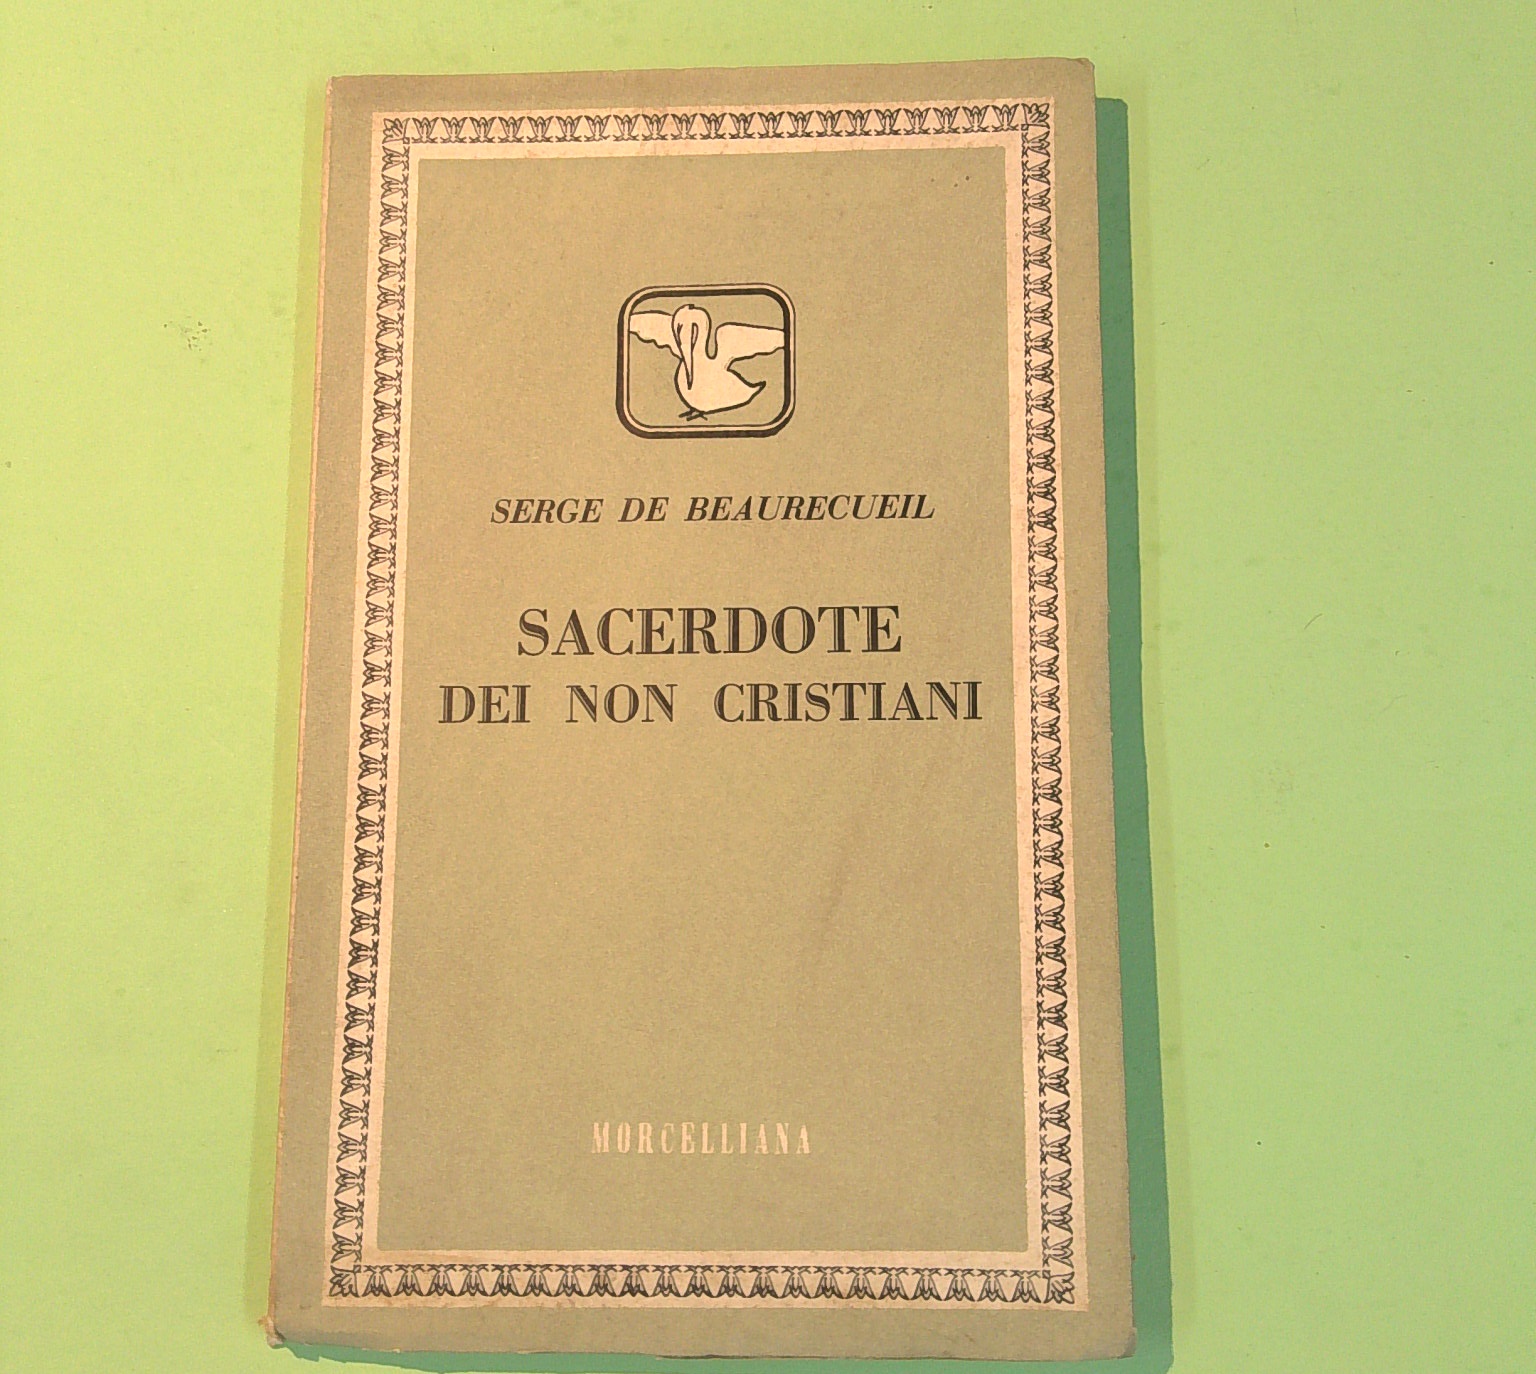 SERGE DE BEAURECUEIL
SACERDOTE
DEI NON CRISTIANI
MORCELLIANA